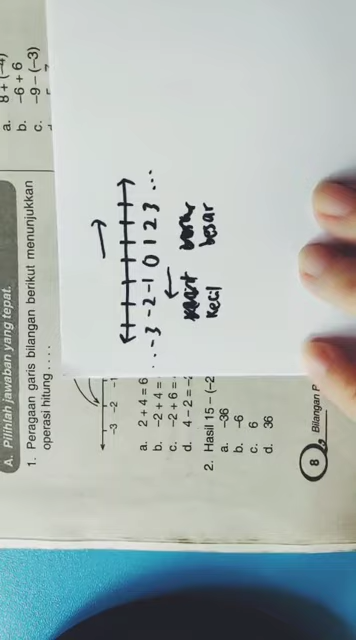 a. 8 + (-4)
b. -6 + 6
c. -9 - (-3)
A. Pilihlah jawaban yang tepat.
1. Peragaan garis bilangan berikut menunjukkan
operasi hitung . . . .
-3 -2 -1
a. 2 + 4 = 6
b. -2 + 4 =
c. -2 + 6 =
d. 4 - 2 = -
2. Hasil 15 - (-2
a. -36
b. -6
c. 6
d. 36
8 Bilangan
... -3 -2 -1 0 1 2 3 ...
kecil besar